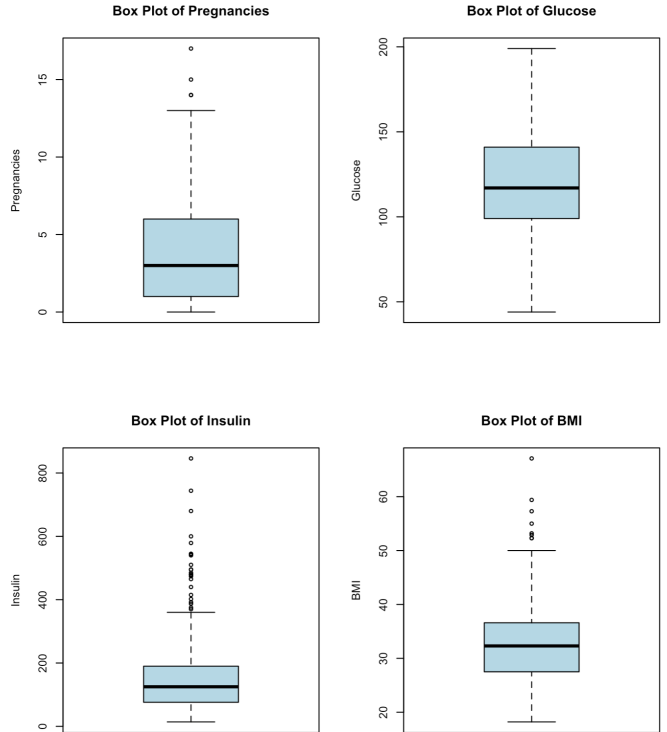 Box Plot of Pregnancies
Pregnancies
15
10
5
0
Box Plot of Glucose
Glucose
200
150
100
50
Box Plot of Insulin
Insulin
800
600
400
200
0
Box Plot of BMI
BMI
60
50
40
30
20